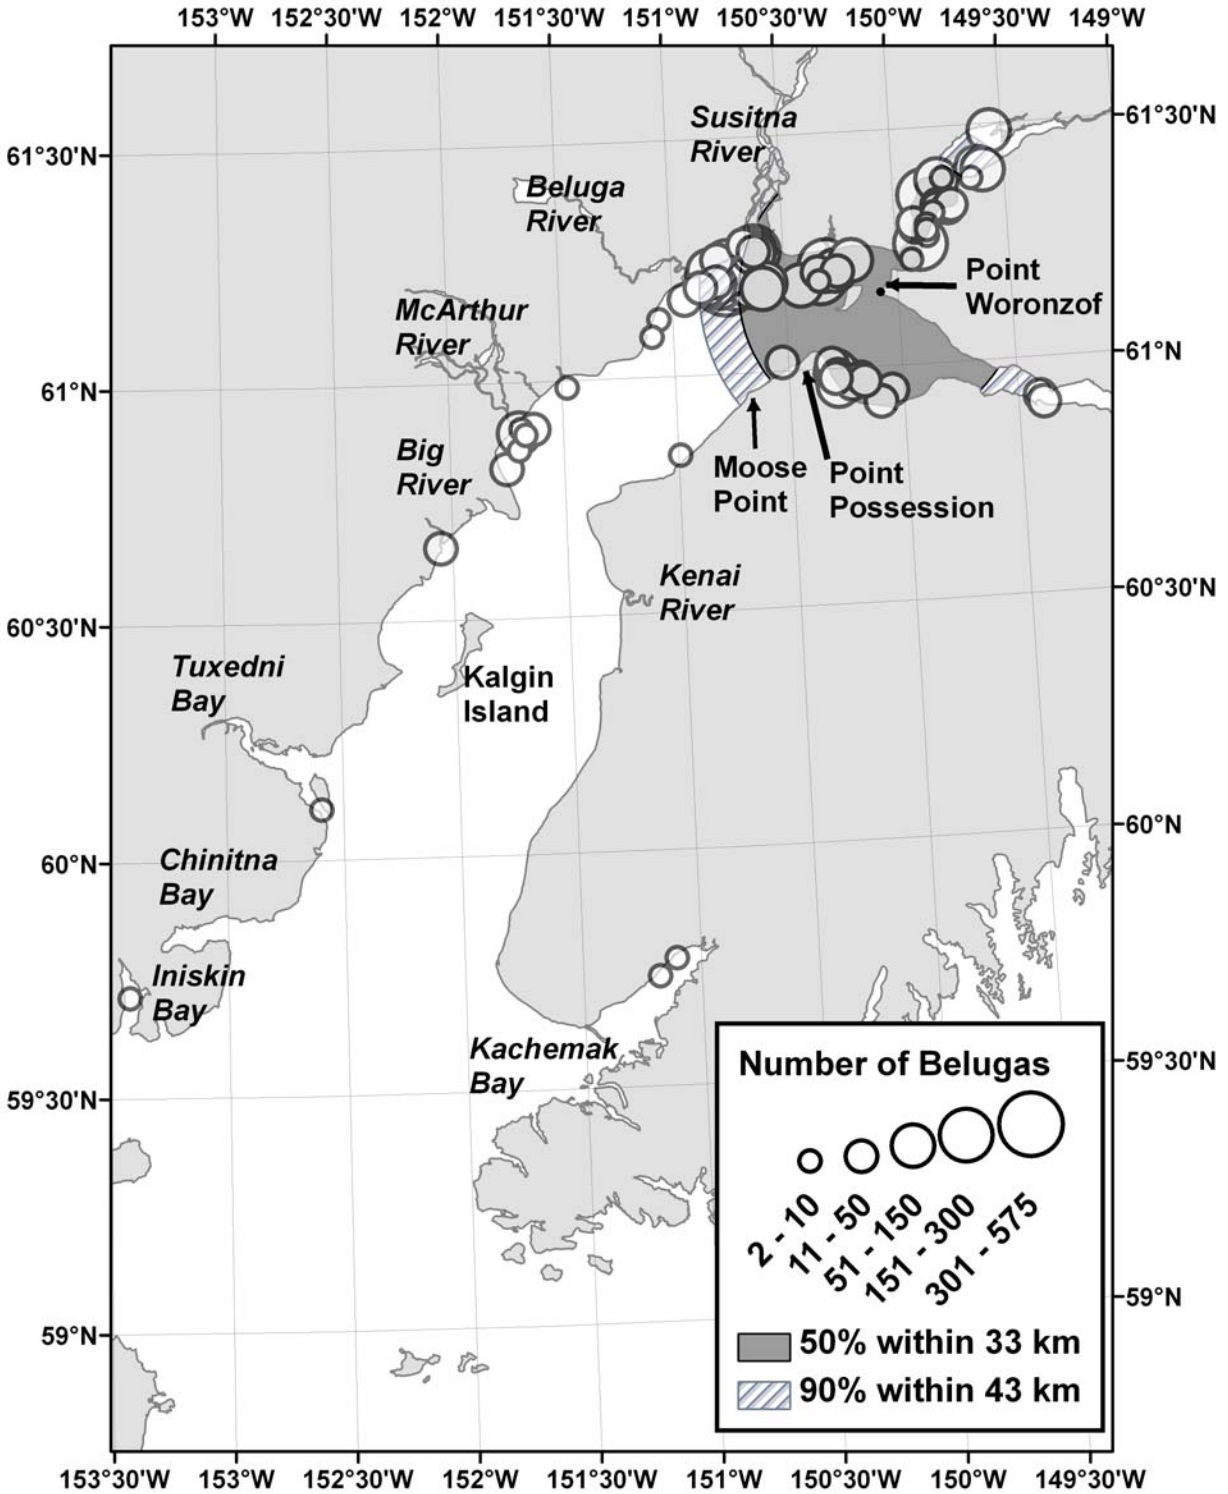 153°W 152°30'W 152°W 151°30'W 151°W 150°30'W 150°W 149°30'W 149°W
61°30'N
61°N
60°30'N
60°N
59°30'N
59°N
Susitna
River
Beluga
River
McArthur
River
Big
River
Point
Woronzof
Moose
Point
Point
Possession
Kenai
River
Tuxedni
Bay
Kalgin
Island
Chinitna
Bay
Iniskin
Bay
Kachemak
Bay
61°30'N
61°N
60°30'N
60°N
59°30'N
59°N
Number of Belugas
2 - 10
11 - 50
51 - 150
151 - 300
301 - 575
50% within 33 km
90% within 43 km
153°30'W 153°W 152°30'W 152°W 151°30'W 151°W 150°30'W 150°W 149°30'W